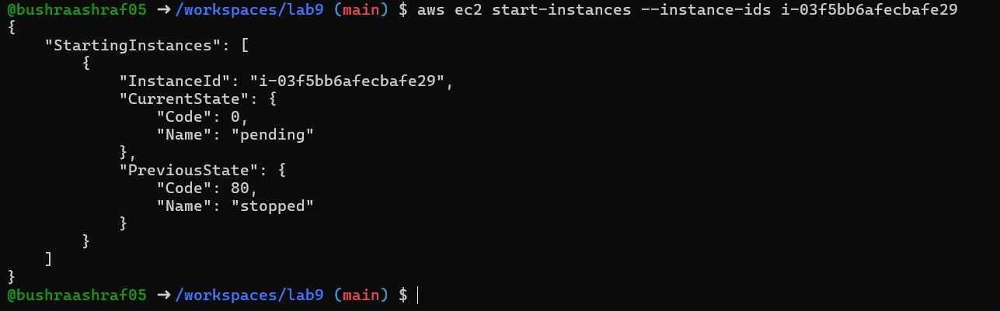 @bushraashraf05 ➜ /workspaces/lab9 (main) $ aws ec2 start-instances --instance-ids i-03f5bb6afecbafe29
{
    "StartingInstances": [
        {
            "InstanceId": "i-03f5bb6afecbafe29",
            "CurrentState": {
                "Code": 0,
                "Name": "pending"
            },
            "PreviousState": {
                "Code": 80,
                "Name": "stopped"
            }
        }
    ]
}
@bushraashraf05 ➜ /workspaces/lab9 (main) $